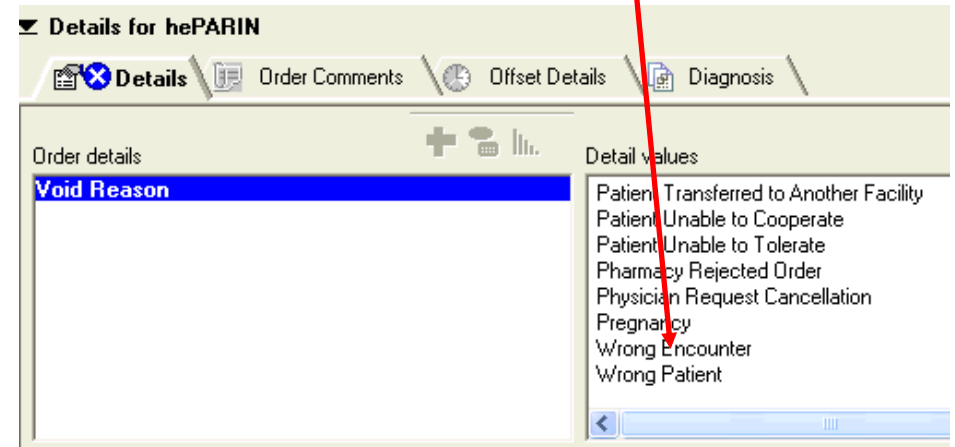 Details for hePARIN
Details Order Comments Offset Details Diagnosis
Order details
Void Reason
Detail values
Patient Transferred to Another Facility
Patient Unable to Cooperate
Patient Unable to Tolerate
Pharmacy Rejected Order
Physician Request Cancellation
Pregnancy
Wrong Encounter
Wrong Patient